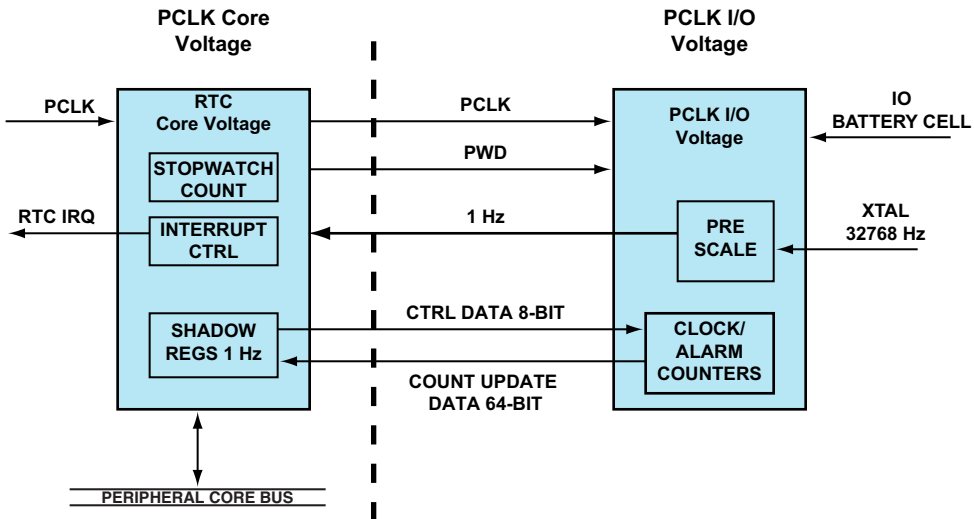 PCLK Core
Voltage
PCLK I/O
Voltage
PCLK
RTC
Core Voltage
STOPWATCH
COUNT
RTC IRQ
INTERRUPT
CTRL
SHADOW
REGS 1 Hz
PCLK
PWD
1 Hz
CTRL DATA 8-BIT
COUNT UPDATE
DATA 64-BIT
PCLK I/O
Voltage
PRE
SCALE
CLOCK/
ALARM
COUNTERS
IO
BATTERY CELL
XTAL
32768 Hz
PERIPHERAL CORE BUS